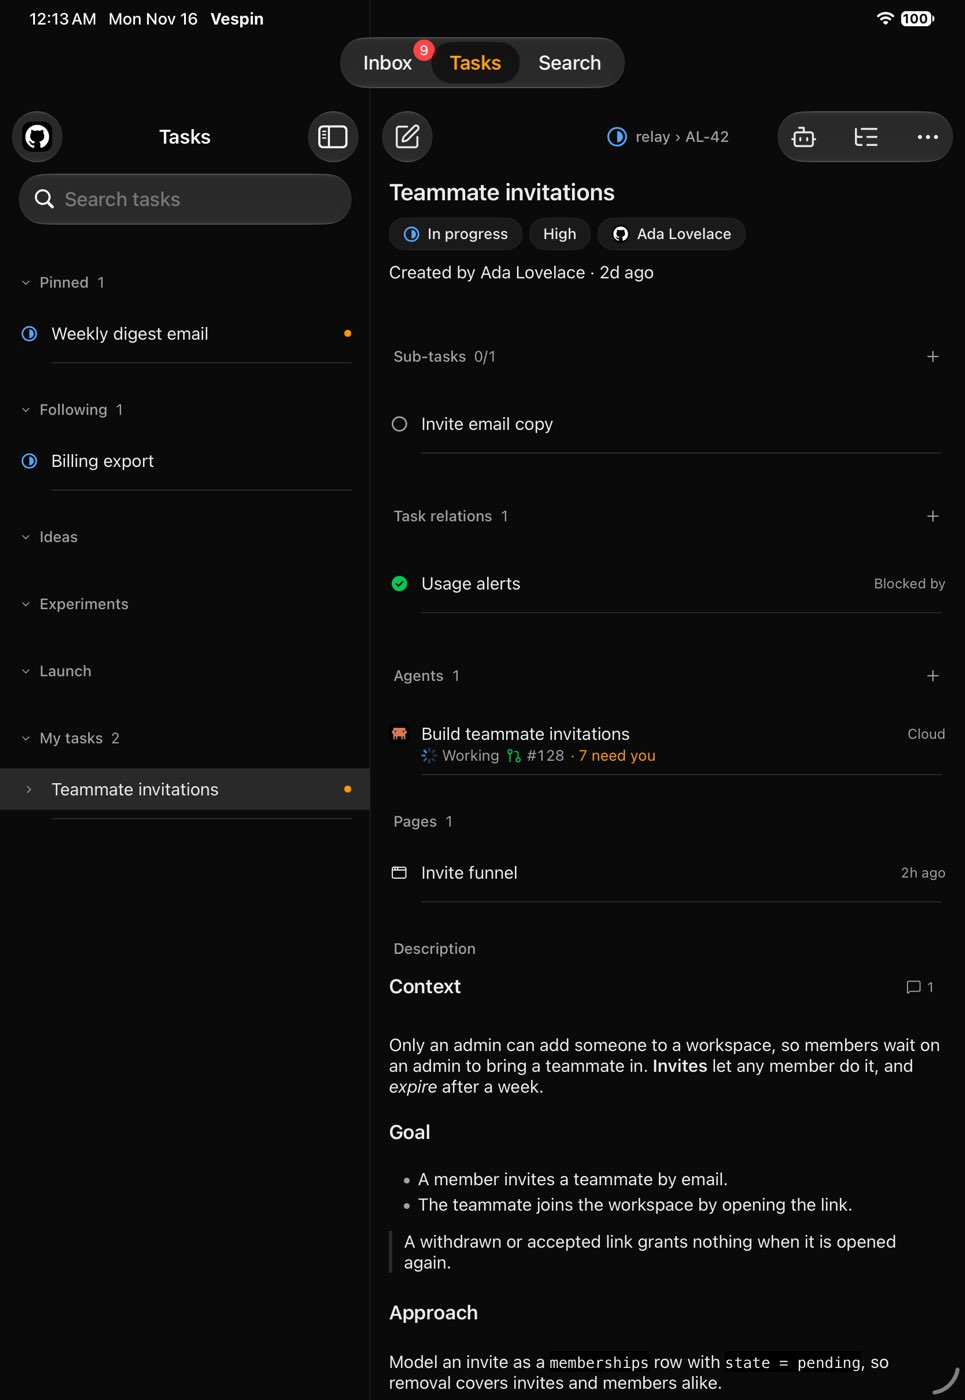 12:13 AM Mon Nov 16 Vespin
100
Inbox 9 Tasks Search
Tasks
Search tasks
Pinned 1
Weekly digest email
Following 1
Billing export
Ideas
Experiments
Launch
My tasks 2
Teammate invitations
relay › AL-42
Teammate invitations
In progress High Ada Lovelace
Created by Ada Lovelace · 2d ago
Sub-tasks 0/1
Invite email copy
Task relations 1
Usage alerts Blocked by
Agents 1
Build teammate invitations Cloud
Working #128 · 7 need you
Pages 1
Invite funnel 2h ago
Description
Context 1
Only an admin can add someone to a workspace, so members wait on
an admin to bring a teammate in. Invites let any member do it, and
expire after a week.
Goal
• A member invites a teammate by email.
• The teammate joins the workspace by opening the link.
A withdrawn or accepted link grants nothing when it is opened
again.
Approach
Model an invite as a memberships row with state = pending, so
removal covers invites and members alike.